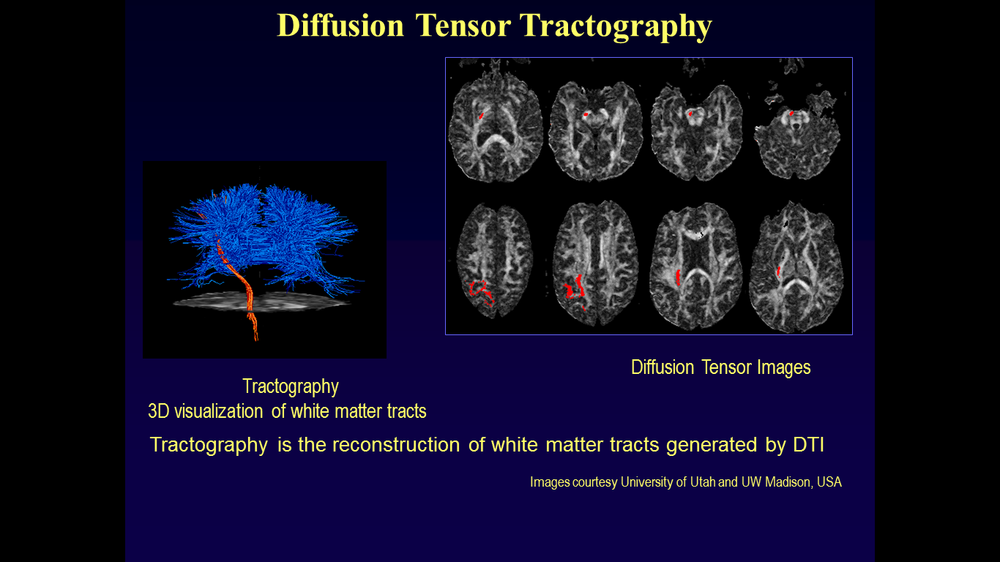 Diffusion Tensor Tractography
Diffusion Tensor Images
Tractography
3D visualization of white matter tracts
Tractography is the reconstruction of white matter tracts generated by DTI
Images courtesy University of Utah and UW Madison, USA